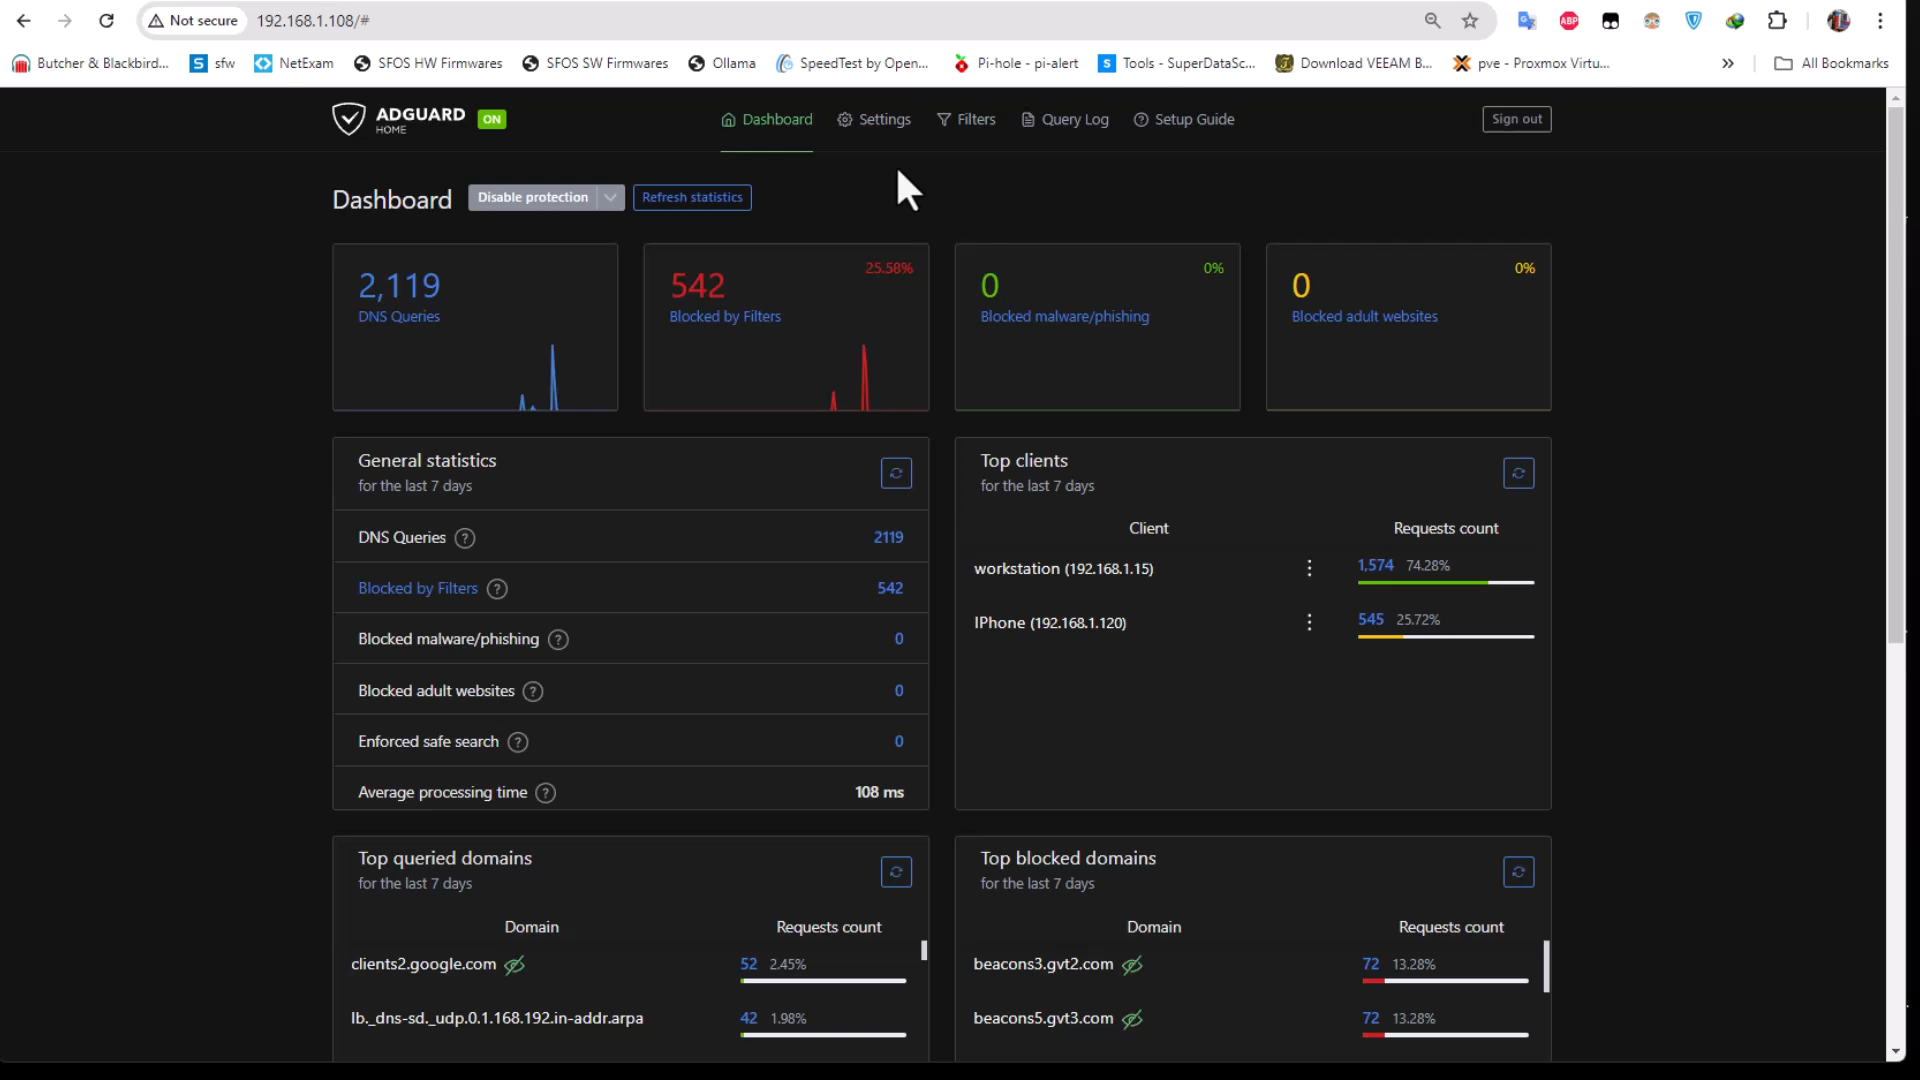 Not secure 192.168.1.108/#
ABP
Butcher & Blackbird... S sfw NetExam SFOS HW Firmwares SFOS SW Firmwares Ollama SpeedTest by Open... Pi-hole - pi-alert S Tools - SuperDataSc... Download VEEAM B... pve - Proxmox Virtu... » All Bookmarks
ADGUARD
HOME
ON
Dashboard Settings Filters Query Log Setup Guide Sign out
Dashboard Disable protection Refresh statistics
2,119
DNS Queries
542 25.58%
Blocked by Filters
0 0%
Blocked malware/phishing
0 0%
Blocked adult websites
General statistics
for the last 7 days
DNS Queries ? 2119
Blocked by Filters ? 542
Blocked malware/phishing ? 0
Blocked adult websites ? 0
Enforced safe search ? 0
Average processing time ? 108 ms
Top clients
for the last 7 days
Client Requests count
workstation (192.168.1.15) 1,574 74.28%
IPhone (192.168.1.120) 545 25.72%
Top queried domains
for the last 7 days
Domain Requests count
clients2.google.com 52 2.45%
lb._dns-sd._udp.0.1.168.192.in-addr.arpa 42 1.98%
Top blocked domains
for the last 7 days
Domain Requests count
beacons3.gvt2.com 72 13.28%
beacons5.gvt3.com 72 13.28%